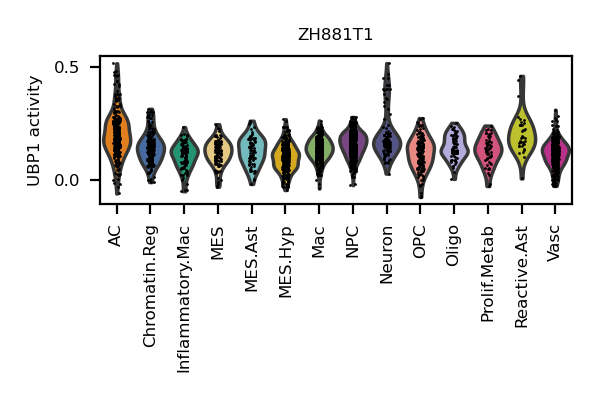 ZH881T1
UBP1 activity
0.5
0.0
AC
Chromatin.Reg
Inflammatory.Mac
MES
MES.Ast
MES.Hyp
Mac
NPC
Neuron
OPC
Oligo
Prolif.Metab
Reactive.Ast
Vasc